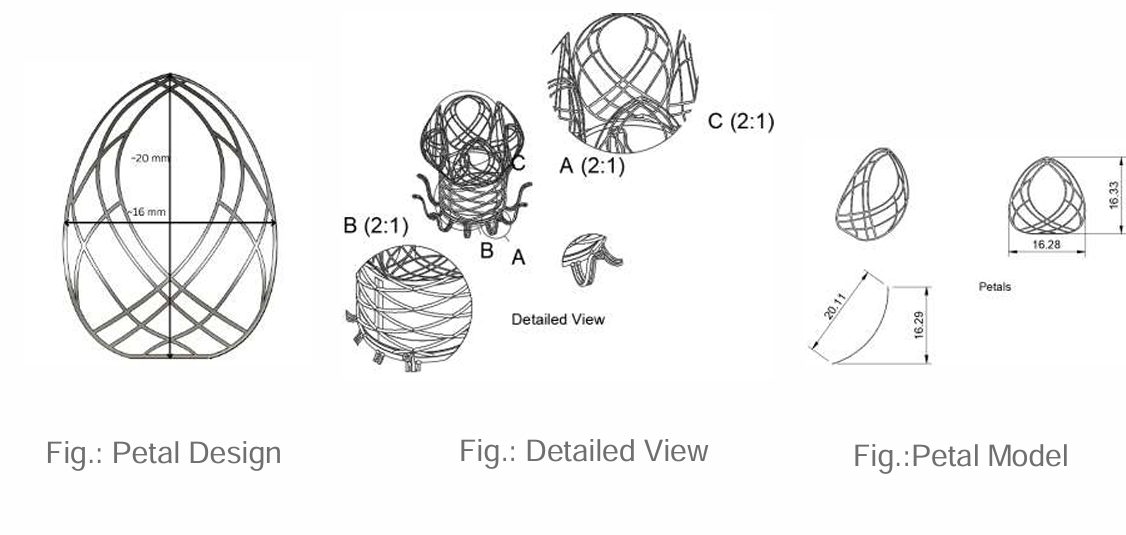 ~20 mm
~16 mm
C (2:1)
A (2:1)
C
B (2:1)
B
A
Detailed View
16.33
16.28
Petals
20.11
16.29
Fig.: Petal Design
Fig.: Detailed View
Fig.:Petal Model